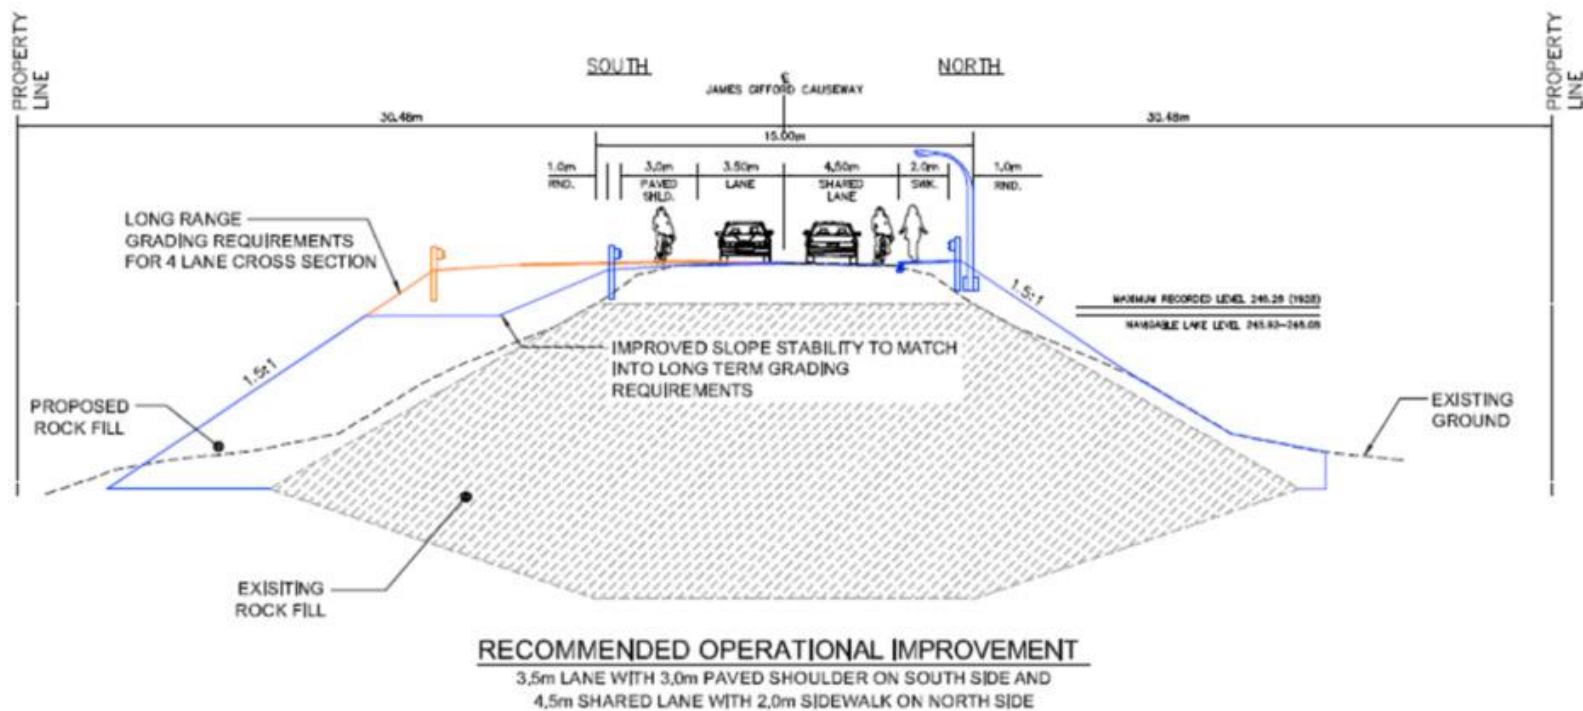 PROPERTY
LINE
PROPERTY
LINE
SOUTH
NORTH
JAMES GIFFORD CAUSEWAY
30.48m
30.48m
15.00m
1.0m
RND.
3.0m
PAVED
SHLD.
3.50m
LANE
4.50m
SHARED
LANE
2.0m
SWK.
1.0m
RND.
LONG RANGE
GRADING REQUIREMENTS
FOR 4 LANE CROSS SECTION
1.5:1
MAXIMUM RECORDED LEVEL
NAVIGABLE LAKE LEVEL
IMPROVED SLOPE STABILITY TO MATCH
INTO LONG TERM GRADING
REQUIREMENTS
1.5:1
PROPOSED
ROCK FILL
EXISTING
GROUND
EXISITING
ROCK FILL
RECOMMENDED OPERATIONAL IMPROVEMENT
3.5m LANE WITH 3.0m PAVED SHOULDER ON SOUTH SIDE AND
4.5m SHARED LANE WITH 2.0m SIDEWALK ON NORTH SIDE